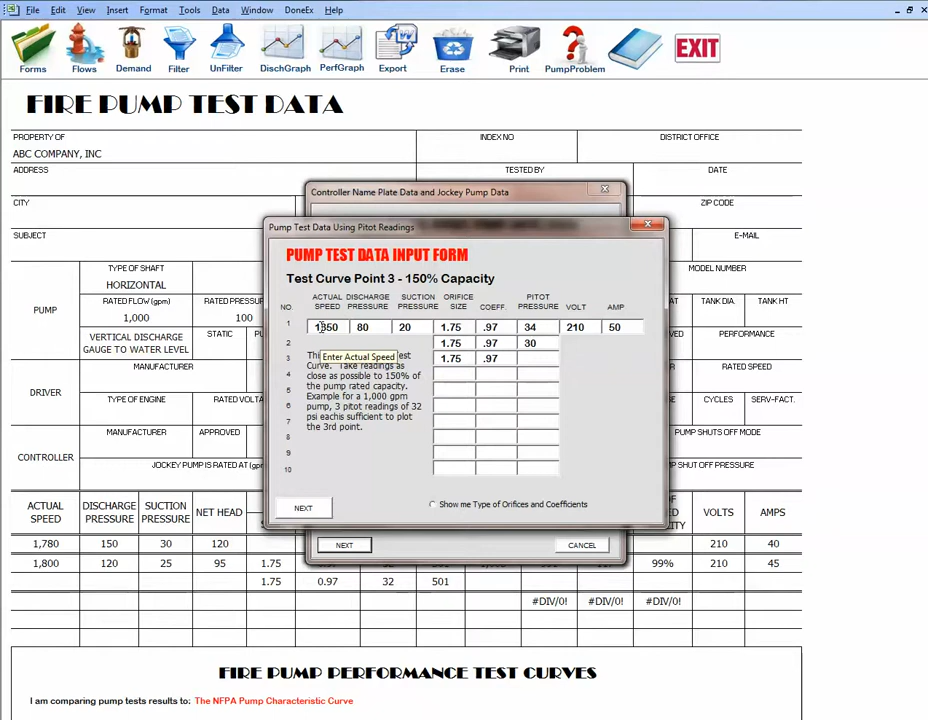 File Edit View Insert Format Tools Data Window DoneEx Help
Forms Flows Demand Filter UnFilter DischGraph PerfGraph Export Erase Print PumpProblem EXIT
FIRE PUMP TEST DATA
PROPERTY OF INDEX NO DISTRICT OFFICE
ABC COMPANY, INC
ADDRESS TESTED BY DATE
CITY ZIP CODE
SUBJECT E-MAIL
Controller Name Plate Data and Jockey Pump Data
Pump Test Data Using Pitot Readings
PUMP TEST DATA INPUT FORM
Test Curve Point 3 - 150% Capacity
NO. ACTUAL SPEED DISCHARGE PRESSURE SUCTION PRESSURE ORIFICE SIZE COEFF. PITOT PRESSURE VOLT AMP
1 1350 80 20 1.75 .97 34 210 50
2 1.75 .97 30
3 1.75 .97
4
5
6
7
8
9
10
Enter Actual Speed
Curve. Take readings as
close as possible to 150% of
the pump rated capacity.
Example for a 1,000 gpm
pump, 3 pitot readings of 32
psi eachis sufficient to plot
the 3rd point.
NEXT Show me Type of Orifices and Coefficients
NEXT CANCEL
PUMP TYPE OF SHAFT MODEL NUMBER
HORIZONTAL
RATED FLOW (gpm) RATED PRESSU TANK DIA. TANK HT
1,000 100
VERTICAL DISCHARGE GAUGE TO WATER LEVEL STATIC
DRIVER MANUFACTURER RATED SPEED
TYPE OF ENGINE RATED VOLTA CYCLES SERV-FACT.
CONTROLLER MANUFACTURER APPROVED PUMP SHUTS OFF MODE
JOCKEY PUMP IS RATED AT (gp MP SHUT OFF PRESSURE
ACTUAL SPEED DISCHARGE PRESSURE SUCTION PRESSURE NET HEAD VOLTS AMPS
1,780 150 30 120 210 40
1,800 120 25 95 1.75 99% 210 45
1.75 0.97 32 501
#DIV/0! #DIV/0! #DIV/0!
FIRE PUMP PERFORMANCE TEST CURVES
I am comparing pump tests results to: The NFPA Pump Characteristic Curve